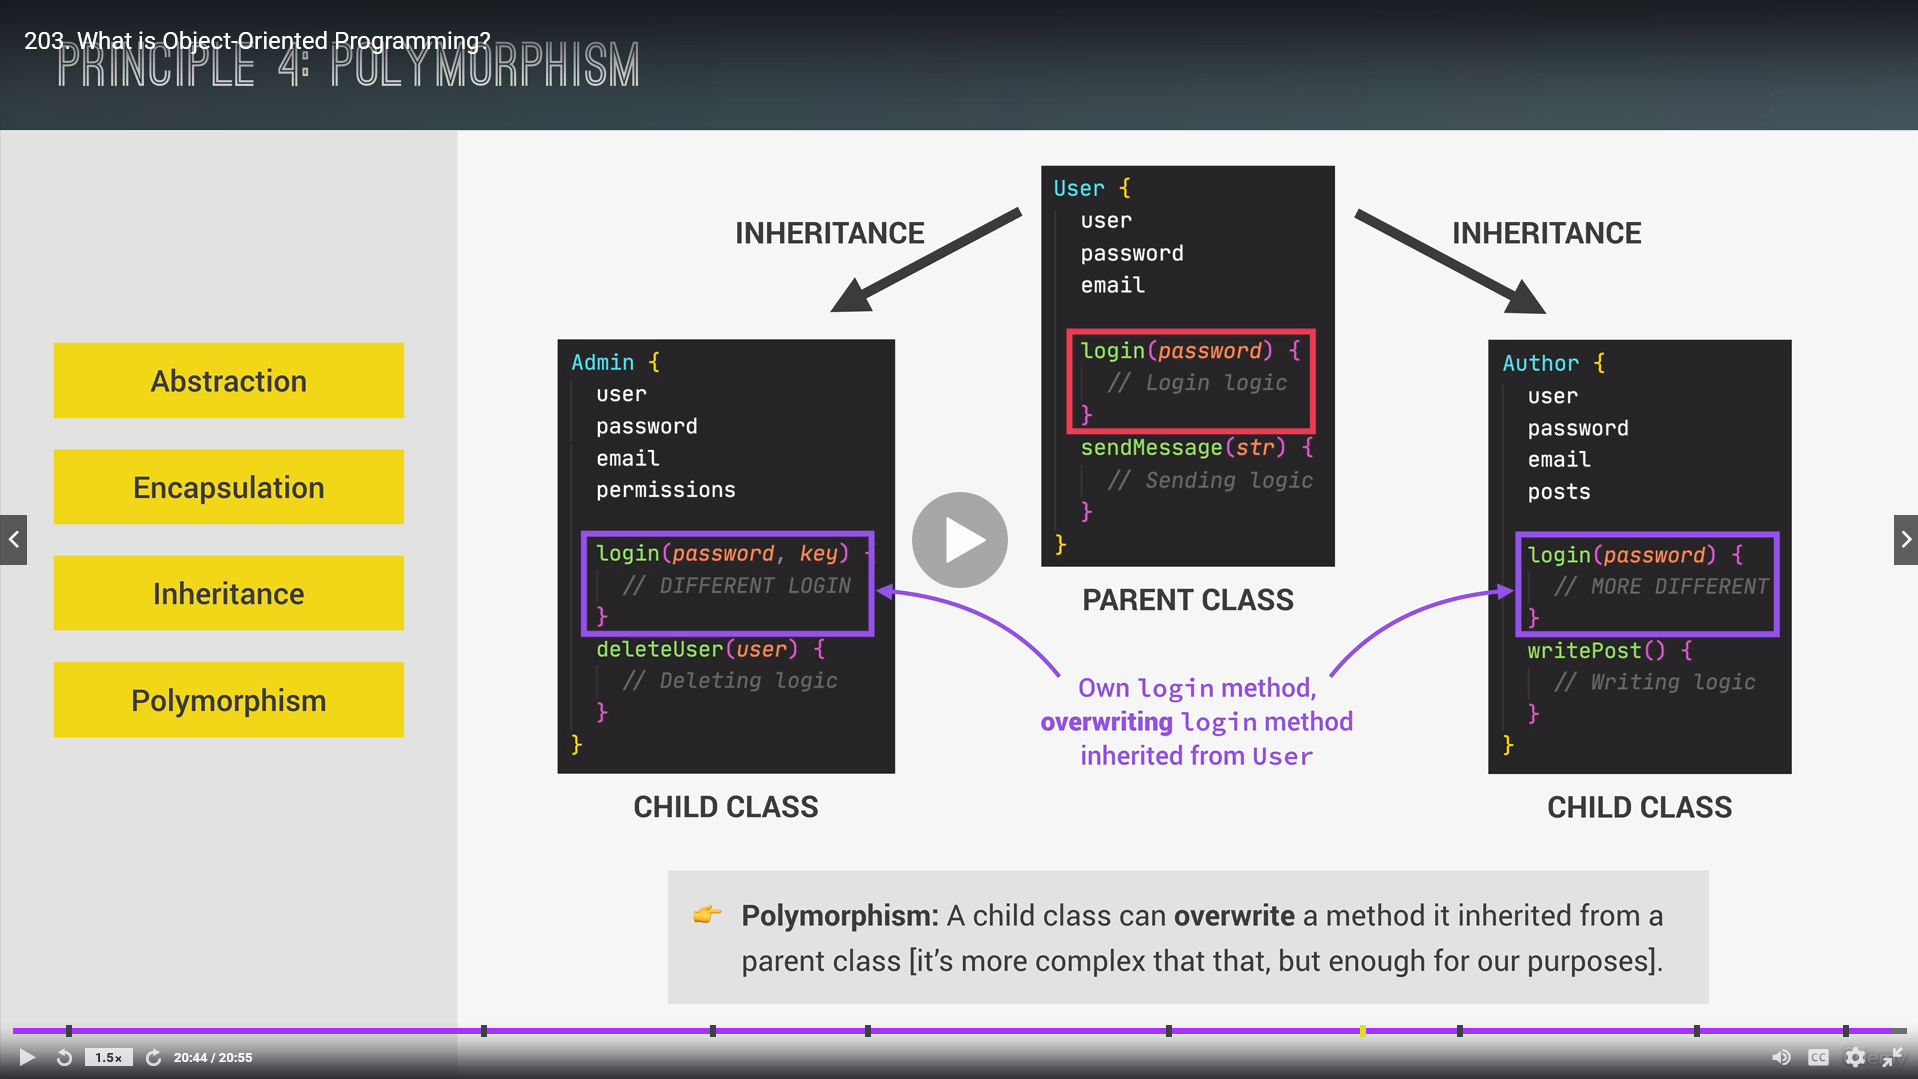 203. What is Object-Oriented Programming?
PRINCIPLE 4: POLYMORPHISM
Abstraction
Encapsulation
Inheritance
Polymorphism
INHERITANCE
INHERITANCE
User {
user
password
email
login(password) {
// Login logic
}
sendMessage(str) {
// Sending logic
}
}
PARENT CLASS
Admin {
user
password
email
permissions
login(password, key) {
// DIFFERENT LOGIN
}
deleteUser(user) {
// Deleting logic
}
}
CHILD CLASS
Own login method,
overwriting login method
inherited from User
Author {
user
password
email
posts
login(password) {
// MORE DIFFERENT
}
writePost() {
// Writing logic
}
}
CHILD CLASS
👉 Polymorphism: A child class can overwrite a method it inherited from a
parent class [it’s more complex that that, but enough for our purposes].
1.5×
20:44 / 20:55
CC